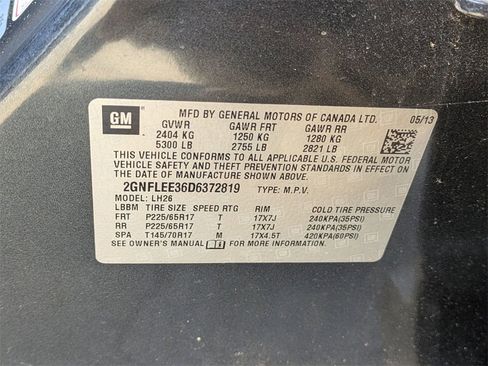 GM
MFD BY GENERAL MOTORS OF CANADA LTD. 05/13
GVWR GAWR FRT GAWR RR
2404 KG 1250 KG 1280 KG
5300 LB 2755 LB 2821 LB
THIS VEHICLE CONFORMS TO ALL APPLICABLE U.S. FEDERAL MOTOR
VEHICLE SAFETY AND THEFT PREVENTION STANDARDS IN EFFECT ON
THE DATE OF MANUFACTURE SHOWN ABOVE.
2GNFLEE36D6372819 TYPE: M.P.V.
MODEL: LH26
LBBM TIRE SIZE SPEED RTG RIM COLD TIRE PRESSURE
FRT P225/65R17 T 17X7J 240KPA(35PSI)
RR P225/65R17 T 17X7J 240KPA(35PSI)
SPA T145/70R17 M 17X4.5T 420KPA(60PSI)
SEE OWNER'S MANUAL FOR MORE INFORMATION.